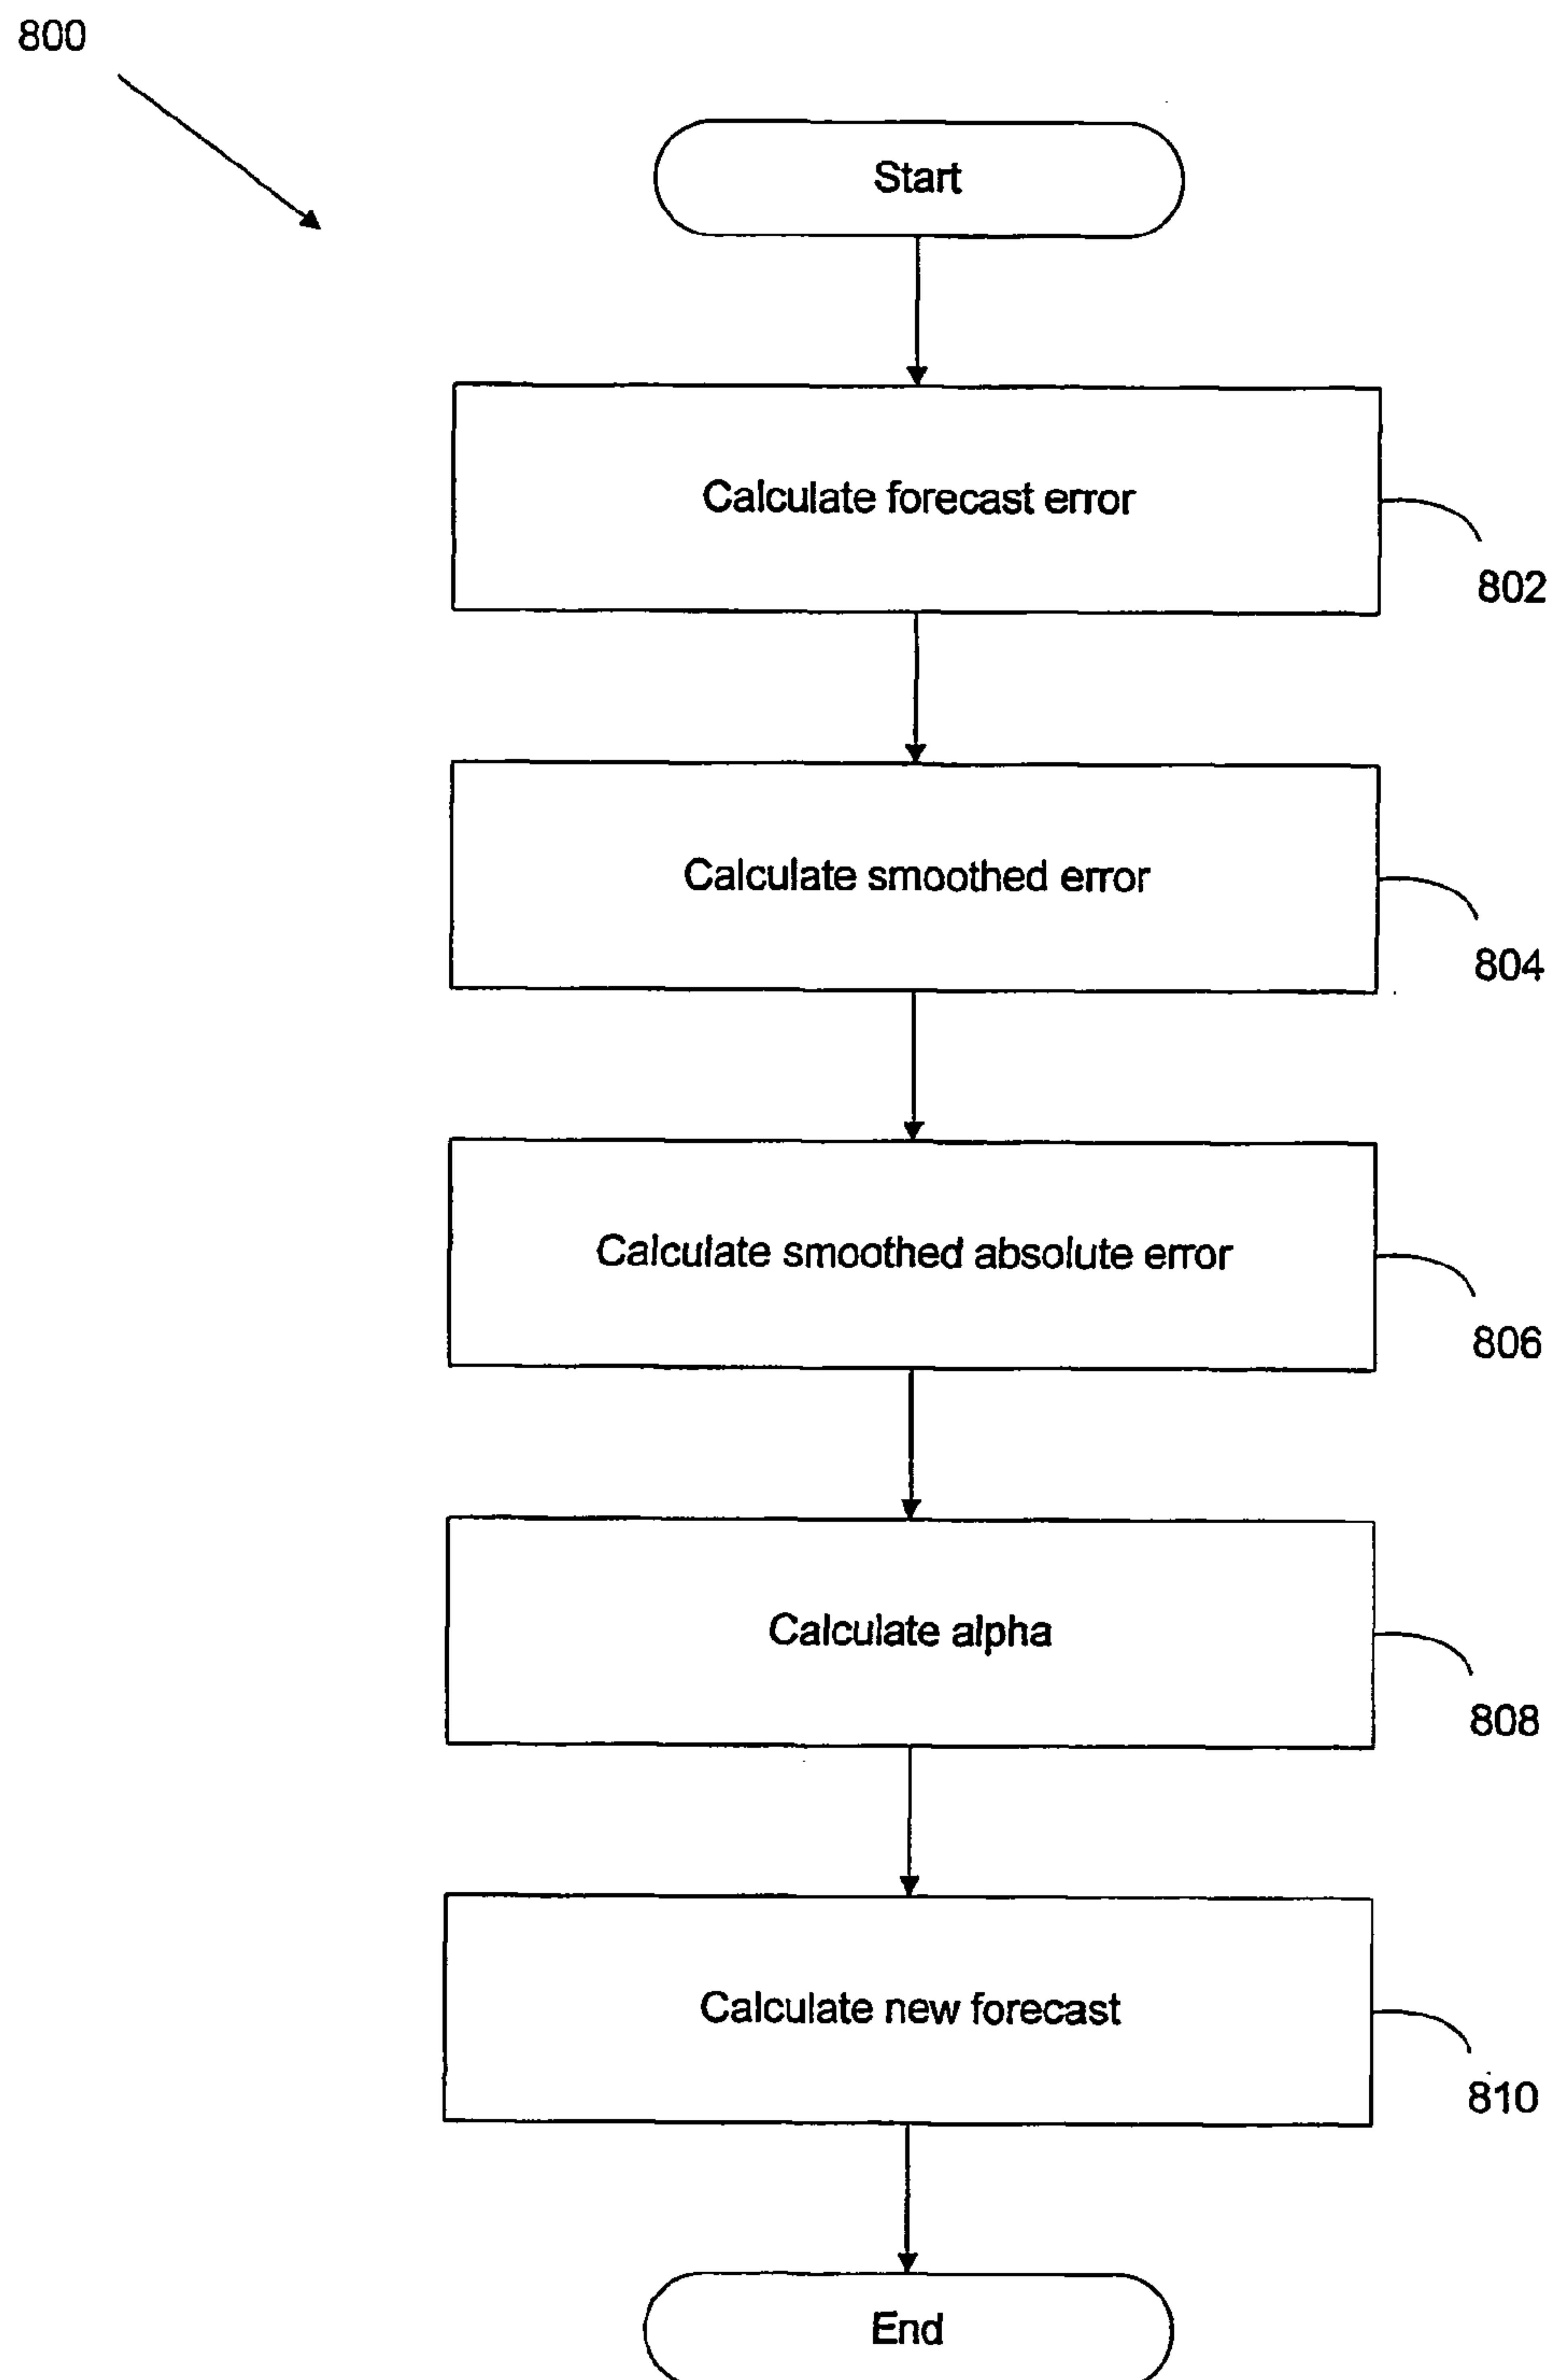 800
Start
Calculate forecast error
802
Calculate smoothed error
804
Calculate smoothed absolute error
806
Calculate alpha
808
Calculate new forecast
810
End